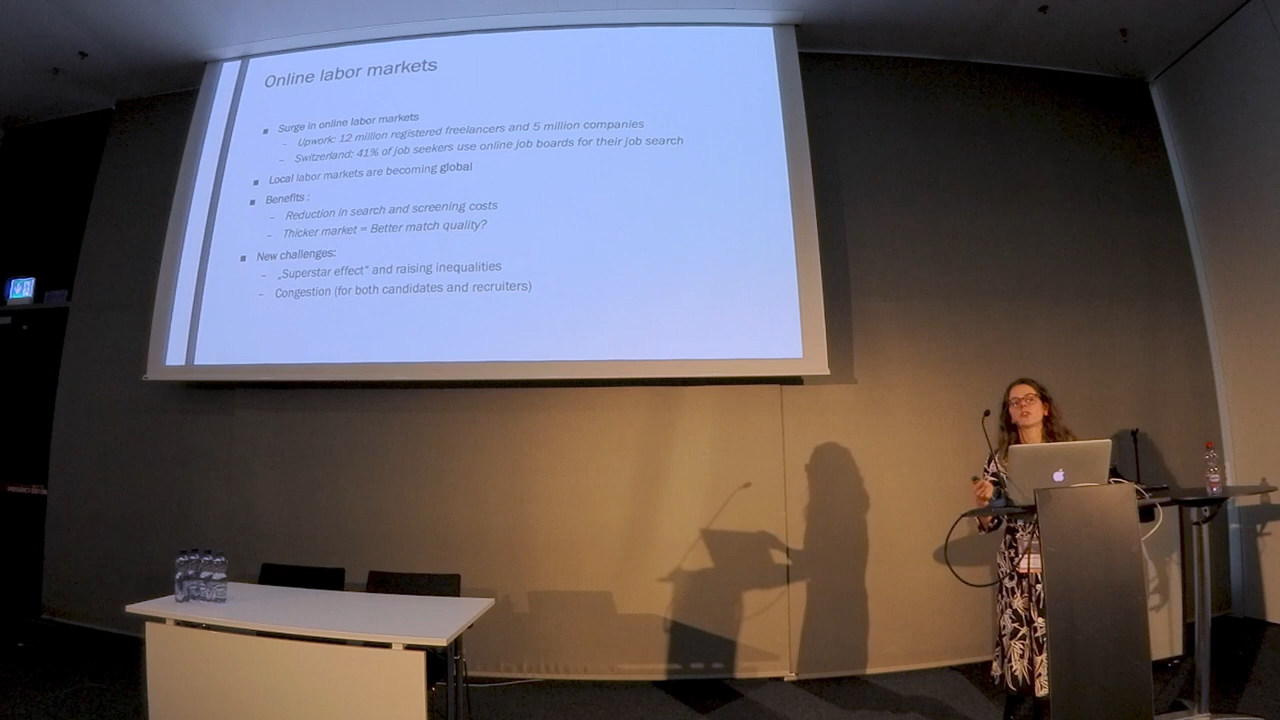 Online labor markets
Surge in online labor markets
Upwork: 12 million registered freelancers and 5 million companies
Switzerland: 41% of job seekers use online job boards for their job search
Local labor markets are becoming global
Benefits :
Reduction in search and screening costs
Thicker market = Better match quality?
New challenges:
„Superstar effect" and raising inequalities
Congestion (for both candidates and recruiters)